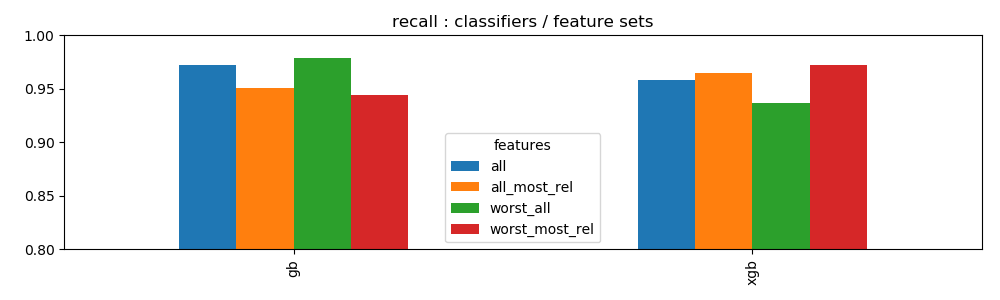 recall : classifiers / feature sets
1.00
0.95
0.90
0.85
0.80
features
all
all_most_rel
worst_all
worst_most_rel
gb
xgb